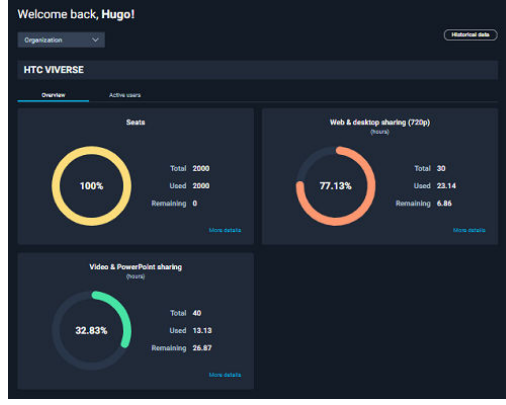 Welcome back, Hugo!
Organization
Historical data
HTC VIVERSE
Overview
Active users
Seats
100%
Total 2000
Used 2000
Remaining 0
More details
Web & desktop sharing (720p)
(hours)
77.13%
Total 30
Used 23.14
Remaining 6.86
More details
Video & PowerPoint sharing
(hours)
32.83%
Total 40
Used 13.13
Remaining 26.87
More details